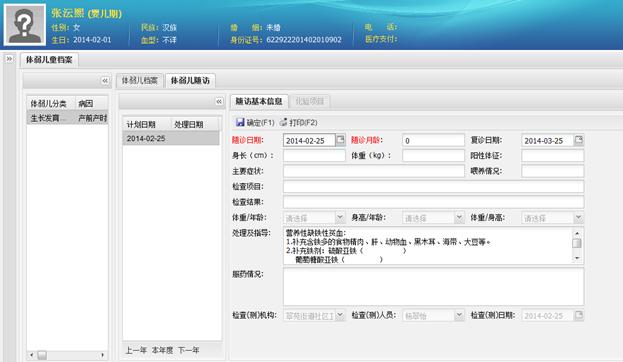 张云熙 (婴儿期)
性别: 女 民族: 汉族 婚 姻: 未婚 电 话:
生日: 2014-02-01 血型: 不详 身份证号: 622922201402010902 医疗支付:
体弱儿童档案
体弱儿档案 体弱儿随访
体弱儿分类 病因
生长发育... 产前产时
计划日期 处理日期
2014-02-25
随访基本信息 化验项目
确定(F1) 打印(F2)
随诊日期: 2014-02-25 随诊月龄: 0 复诊日期: 2014-03-25
身长(cm): 体重(kg): 阳性体征:
主要症状: 喂养情况:
检查项目:
检查结果:
体重/年龄: 请选择 身高/年龄: 请选择 体重/身高: 请选择
处理及指导: 营养性缺铁性贫血:
1.补充含铁多的食物精肉、肝、动物血、黑木耳、海带、大豆等。
2.补充铁剂: 硫酸亚铁( )
葡萄糖酸亚铁( )
服药情况:
检查(测)机构: 翠苑街道社区卫 检查(测)人员: 杨翠怡 检查(测)日期: 2014-02-25
上一年 本年度 下一年